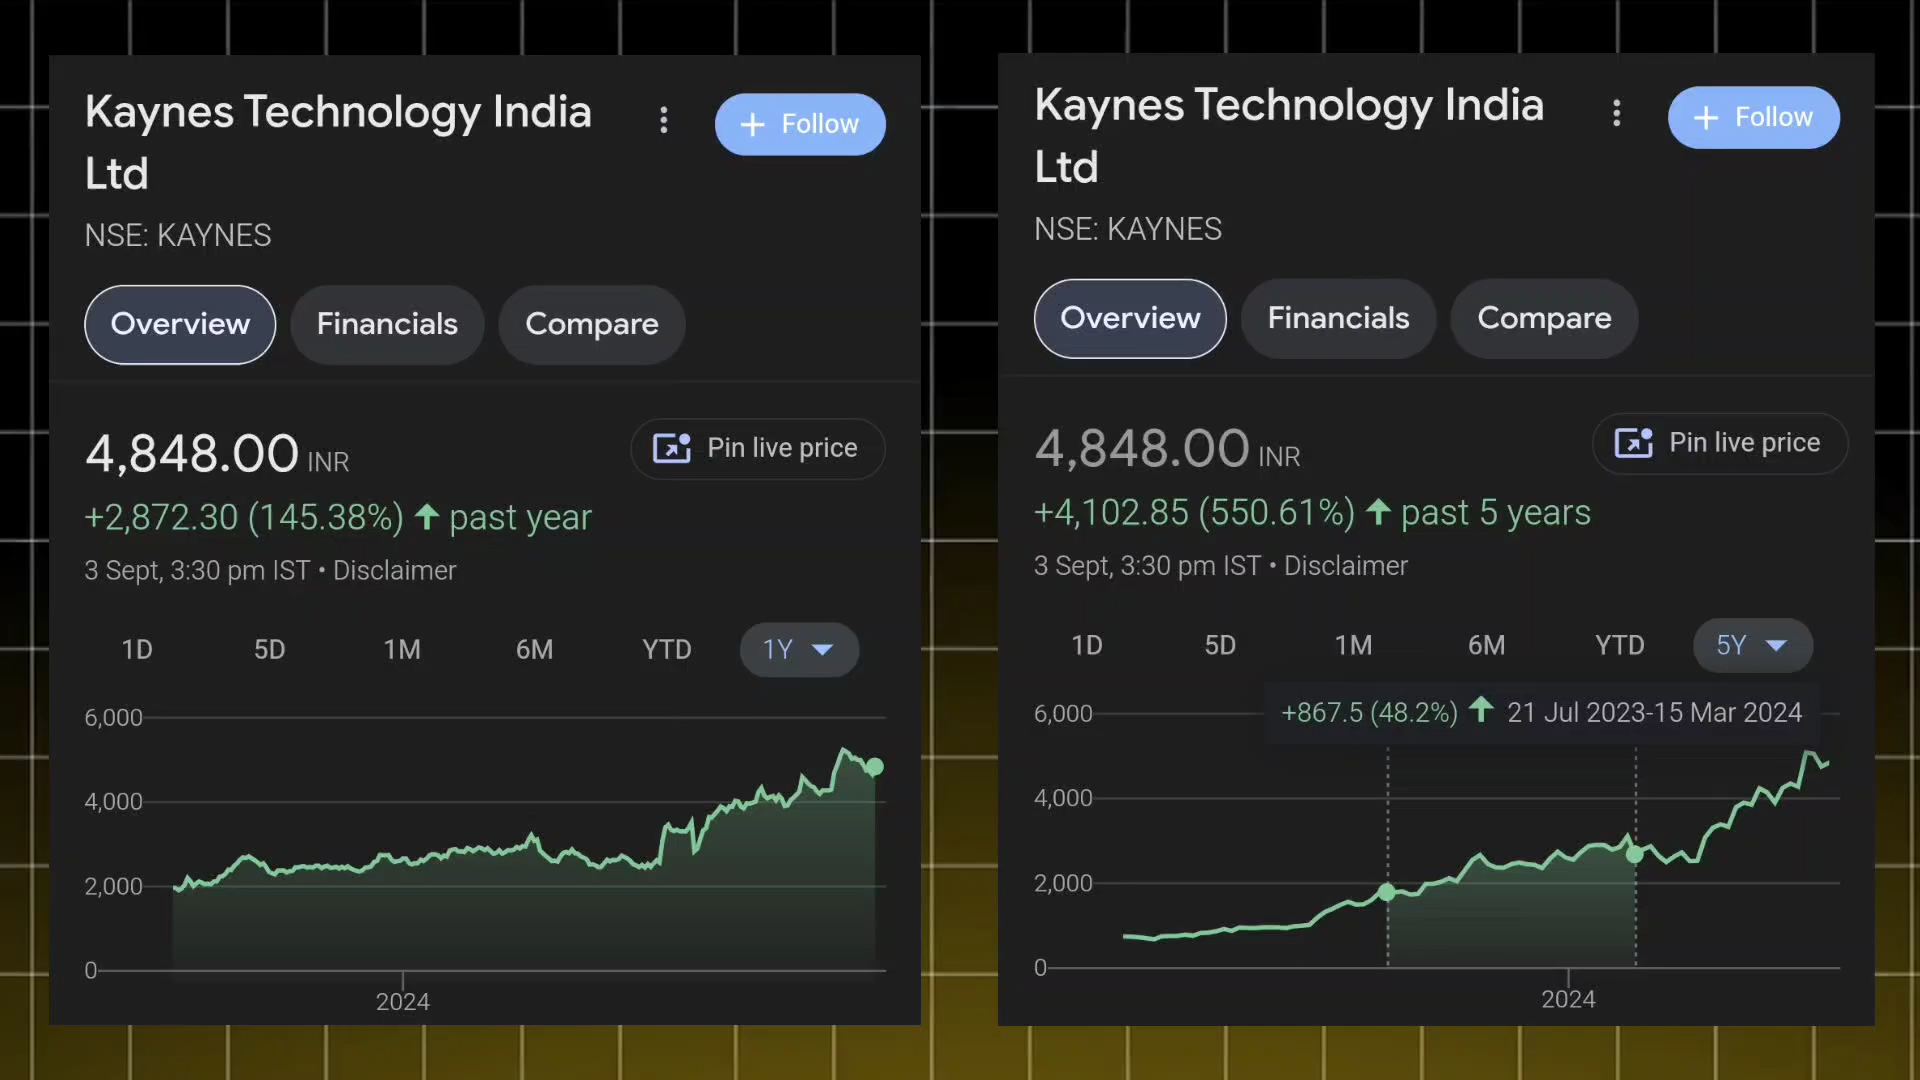 Kaynes Technology India
Ltd
+ Follow
NSE: KAYNES
Overview
Financials
Compare
4,848.00 INR
Pin live price
+2,872.30 (145.38%) ↑ past year
3 Sept, 3:30 pm IST • Disclaimer
1D 5D 1M 6M YTD 1Y
6,000
4,000
2,000
0
2024
Kaynes Technology India
Ltd
+ Follow
NSE: KAYNES
Overview
Financials
Compare
4,848.00 INR
Pin live price
+4,102.85 (550.61%) ↑ past 5 years
3 Sept, 3:30 pm IST • Disclaimer
1D 5D 1M 6M YTD 5Y
+867.5 (48.2%) ↑ 21 Jul 2023-15 Mar 2024
6,000
4,000
2,000
0
2024